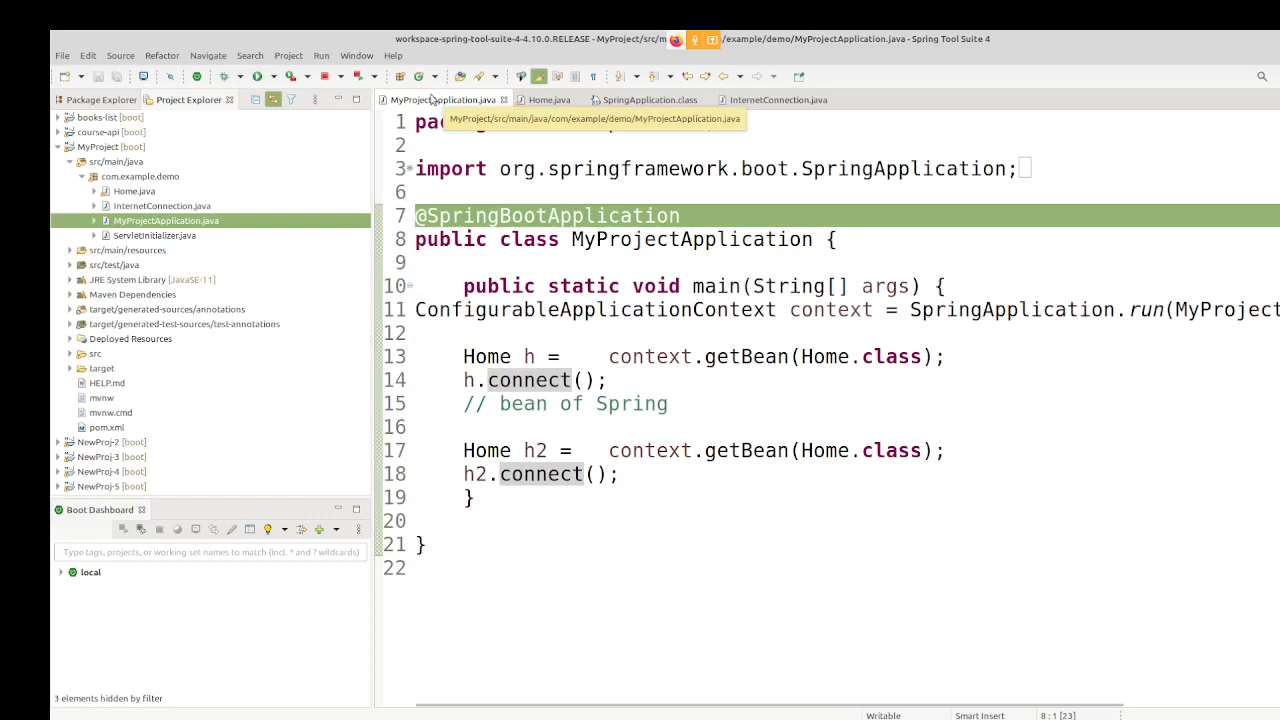 workspace-spring-tool-suite-4-4.10.0.RELEASE - MyProject/src/m /example/demo/MyProjectApplication.java - Spring Tool Suite 4
File Edit Source Refactor Navigate Search Project Run Window Help
Package Explorer Project Explorer
books-list [boot]
course-api [boot]
MyProject [boot]
src/main/java
com.example.demo
Home.java
InternetConnection.java
MyProjectApplication.java
ServletInitializer.java
src/main/resources
src/test/java
JRE System Library [JavaSE-11]
Maven Dependencies
target/generated-sources/annotations
target/generated-test-sources/test-annotations
Deployed Resources
src
target
HELP.md
mvnw
mvnw.cmd
pom.xml
NewProj-2 [boot]
NewProj-3 [boot]
NewProj-4 [boot]
NewProj-5 [boot]
Boot Dashboard
Type tags, projects, or working set names to match (incl. * and ? wildcards)
local
3 elements hidden by filter
MyProjectApplication.java Home.java SpringApplication.class InternetConnection.java
MyProject/src/main/java/com/example/demo/MyProjectApplication.java
1 pac
2
3 import org.springframework.boot.SpringApplication;
6
7 @SpringBootApplication
8 public class MyProjectApplication {
9
10 public static void main(String[] args) {
11 ConfigurableApplicationContext context = SpringApplication.run(MyProject
12
13 Home h = context.getBean(Home.class);
14 h.connect();
15 // bean of Spring
16
17 Home h2 = context.getBean(Home.class);
18 h2.connect();
19 }
20
21 }
22
Writable Smart Insert 8 : 1 [23]